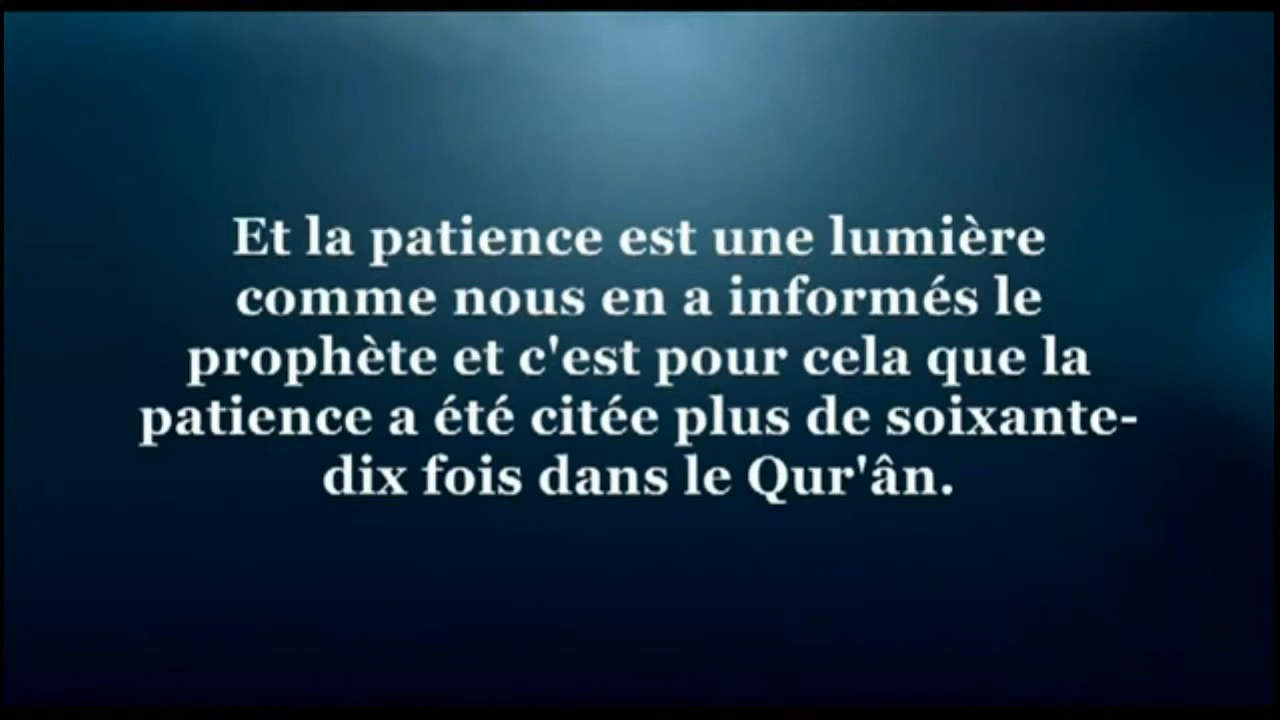 Et la patience est une lumière
comme nous en a informés le
prophète et c'est pour cela que la
patience a été citée plus de soixante-
dix fois dans le Qur'ân.